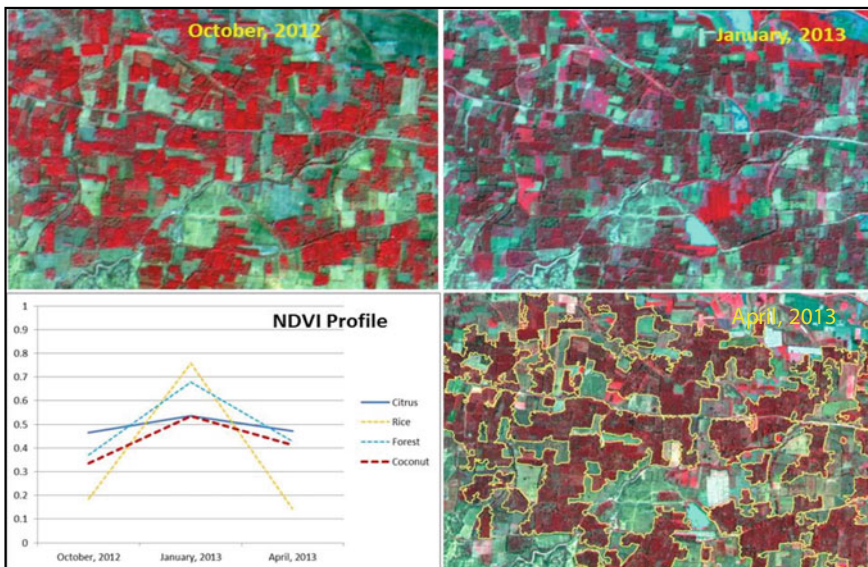 October, 2012
January, 2013
NDVI Profile
1
0.9
0.8
0.7
0.6
0.5
0.4
0.3
0.2
0.1
0
October, 2012 January, 2013 April, 2013
Citrus
Rice
Forest
Coconut
April, 2013